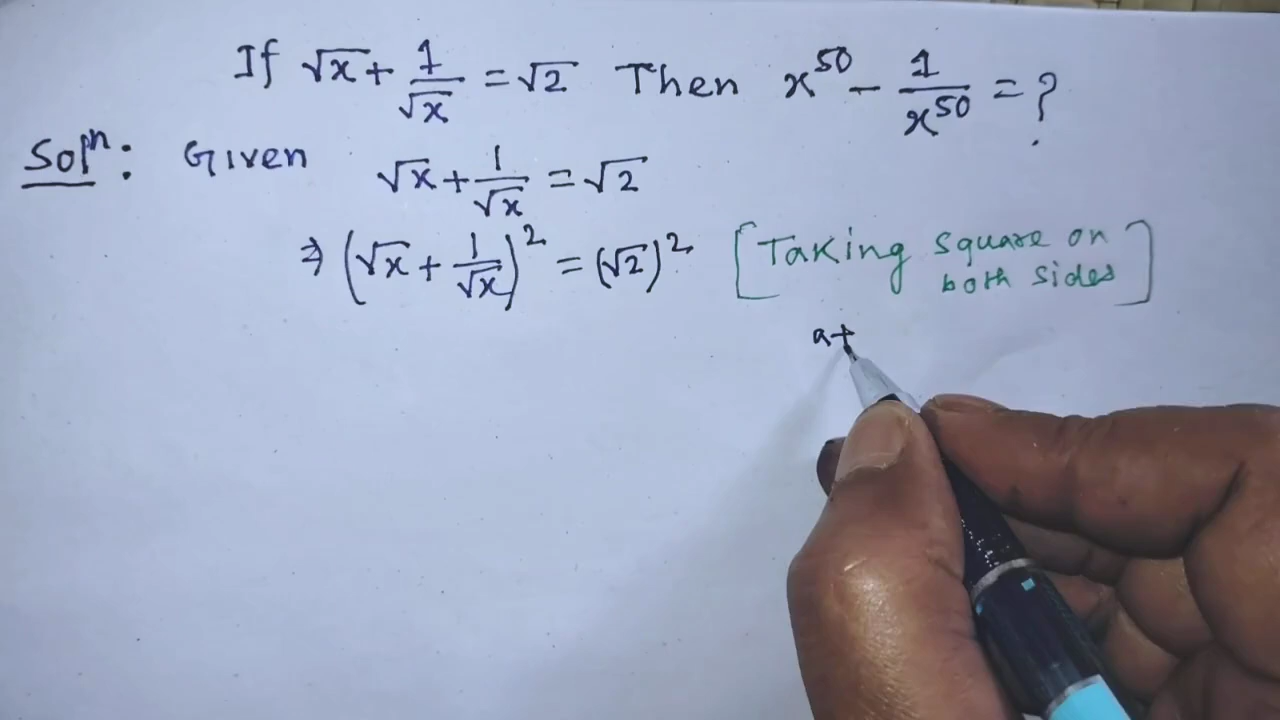 If √x + 1/√x = √2 Then x^50 - 1/x^50 = ?
Sol^n: Given √x + 1/√x = √2
⇒ (√x + 1/√x)^2 = (√2)^2 [Taking square on both sides]
a+